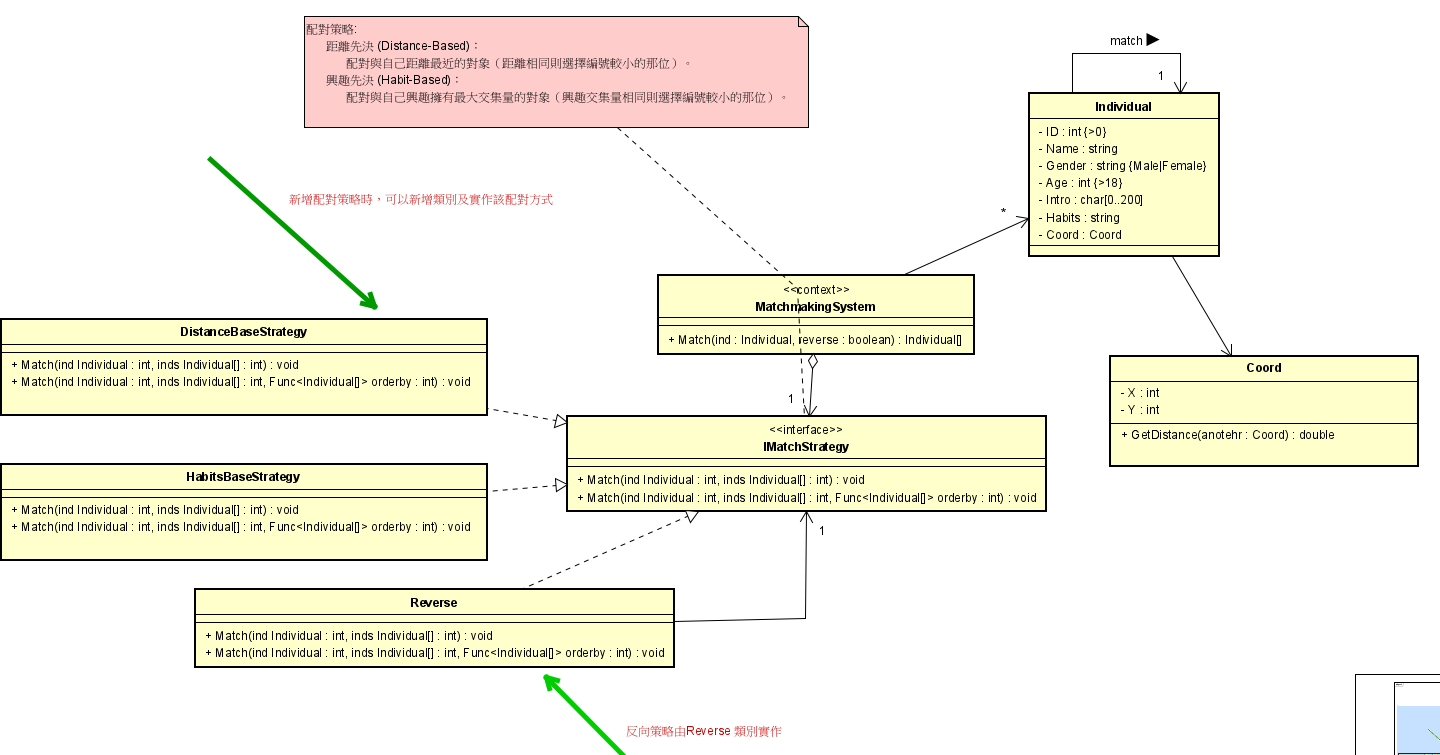 配對策略:
距離先決 (Distance-Based)：
配對與自己距離最近的對象（距離相同則選擇編號較小的那位）。
興趣先決 (Habit-Based)：
配對與自己興趣擁有最大交集量的對象（興趣交集量相同則選擇編號較小的那位）。
match ▶
1
Individual
- ID : int {>0}
- Name : string
- Gender : string {Male|Female}
- Age : int {>18}
- Intro : char[0..200]
- Habits : string
- Coord : Coord
新增配對策略時，可以新增類別及實作該配對方式
*
<<context>>
MatchmakingSystem
+ Match(ind : Individual, reverse : boolean) : Individual[]
DistanceBaseStrategy
+ Match(ind Individual : int, inds Individual[] : int) : void
+ Match(ind Individual : int, inds Individual[] : int, Func<Individual[]> orderby : int) : void
Coord
- X : int
- Y : int
+ GetDistance(anotehr : Coord) : double
1
<<interface>>
IMatchStrategy
+ Match(ind Individual : int, inds Individual[] : int) : void
+ Match(ind Individual : int, inds Individual[] : int, Func<Individual[]> orderby : int) : void
HabitsBaseStrategy
+ Match(ind Individual : int, inds Individual[] : int) : void
+ Match(ind Individual : int, inds Individual[] : int, Func<Individual[]> orderby : int) : void
1
Reverse
+ Match(ind Individual : int, inds Individual[] : int) : void
+ Match(ind Individual : int, inds Individual[] : int, Func<Individual[]> orderby : int) : void
反向策略由Reverse 類別實作